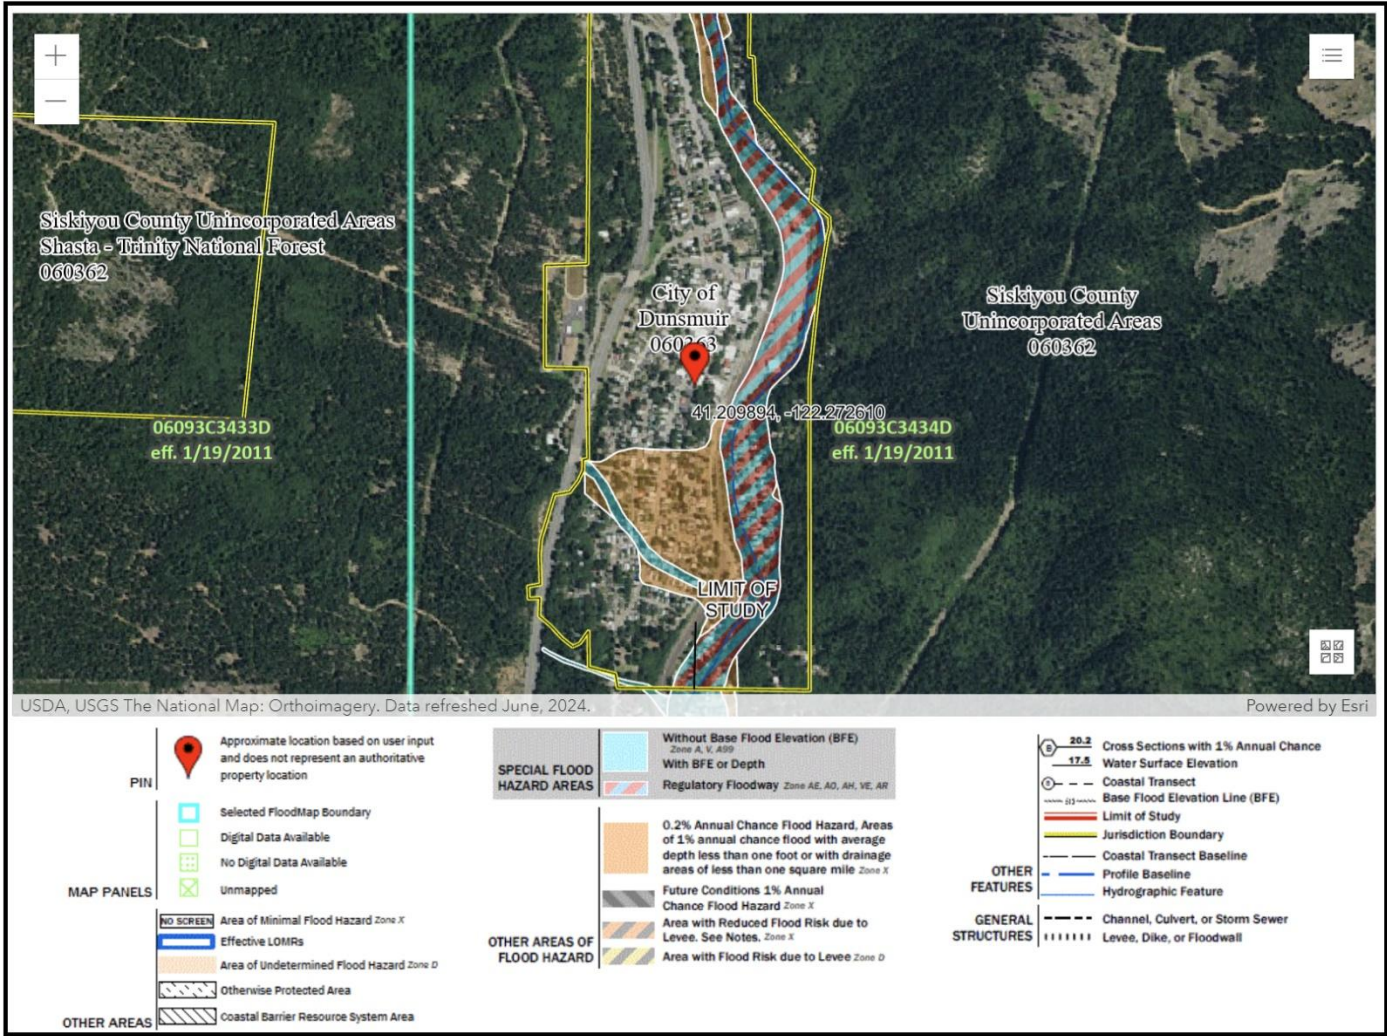 Siskiyou County Unincorporated Areas
Shasta - Trinity National Forest
060362
City of
Dunsmuir
060363
Siskiyou County
Unincorporated Areas
060362
41.209894, -122.272610
06093C3433D
eff. 1/19/2011
06093C3434D
eff. 1/19/2011
LIMIT OF
STUDY
USDA, USGS The National Map: Orthoimagery. Data refreshed June, 2024.
Powered by Esri
PIN
Approximate location based on user input
and does not represent an authoritative
property location
MAP PANELS
Selected FloodMap Boundary
Digital Data Available
No Digital Data Available
Unmapped
OTHER AREAS
NO SCREEN Area of Minimal Flood Hazard Zone X
Effective LOMRs
Area of Undetermined Flood Hazard Zone D
Otherwise Protected Area
Coastal Barrier Resource System Area
SPECIAL FLOOD
HAZARD AREAS
Without Base Flood Elevation (BFE)
Zone A, V, A99
With BFE or Depth
Regulatory Floodway Zone AE, AO, AH, VE, AR
OTHER AREAS OF
FLOOD HAZARD
0.2% Annual Chance Flood Hazard, Areas
of 1% annual chance flood with average
depth less than one foot or with drainage
areas of less than one square mile Zone X
Future Conditions 1% Annual
Chance Flood Hazard Zone X
Area with Reduced Flood Risk due to
Levee. See Notes. Zone X
Area with Flood Risk due to Levee Zone D
OTHER
FEATURES
B 20.2 Cross Sections with 1% Annual Chance
17.5 Water Surface Elevation
8 Coastal Transect
513 Base Flood Elevation Line (BFE)
Limit of Study
Jurisdiction Boundary
Coastal Transect Baseline
Profile Baseline
Hydrographic Feature
GENERAL
STRUCTURES
Channel, Culvert, or Storm Sewer
Levee, Dike, or Floodwall